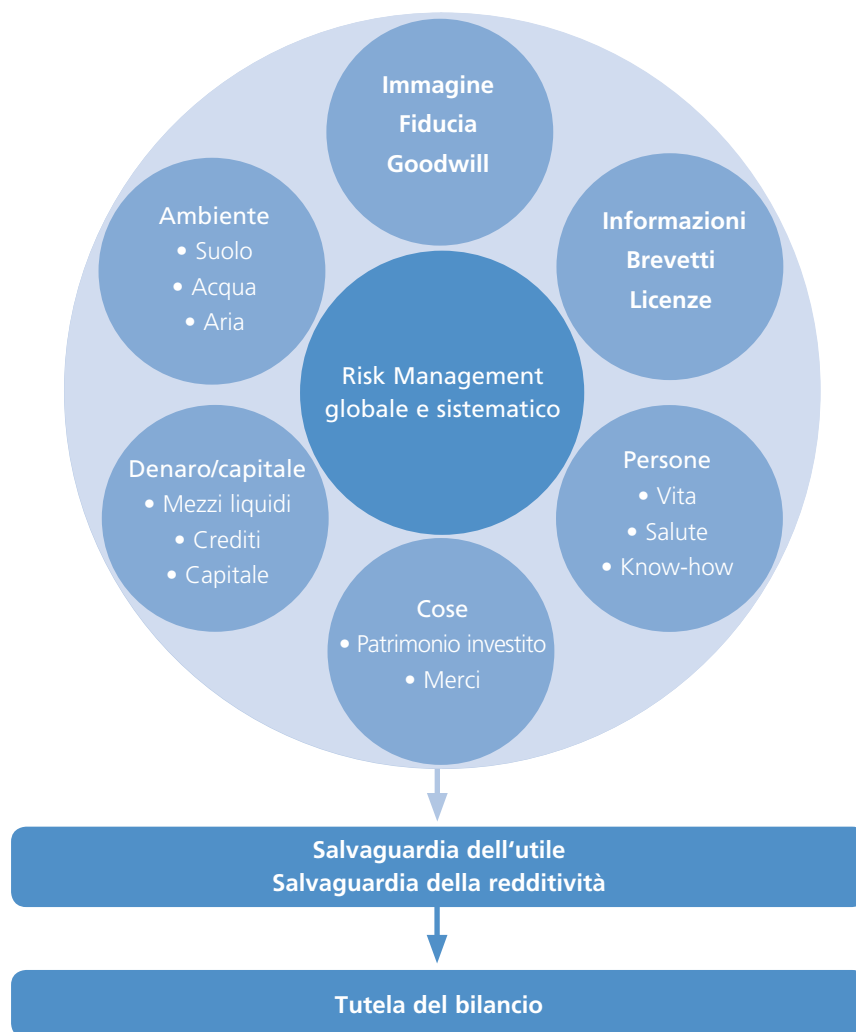 Immagine
Fiducia
Goodwill
Informazioni
Brevetti
Licenze
Ambiente
• Suolo
• Acqua
• Aria
Risk Management
globale e sistematico
Denaro/capitale
• Mezzi liquidi
• Crediti
• Capitale
Persone
• Vita
• Salute
• Know-how
Cose
• Patrimonio investito
• Merci
Salvaguardia dell‘utile
Salvaguardia della redditività
Tutela del bilancio